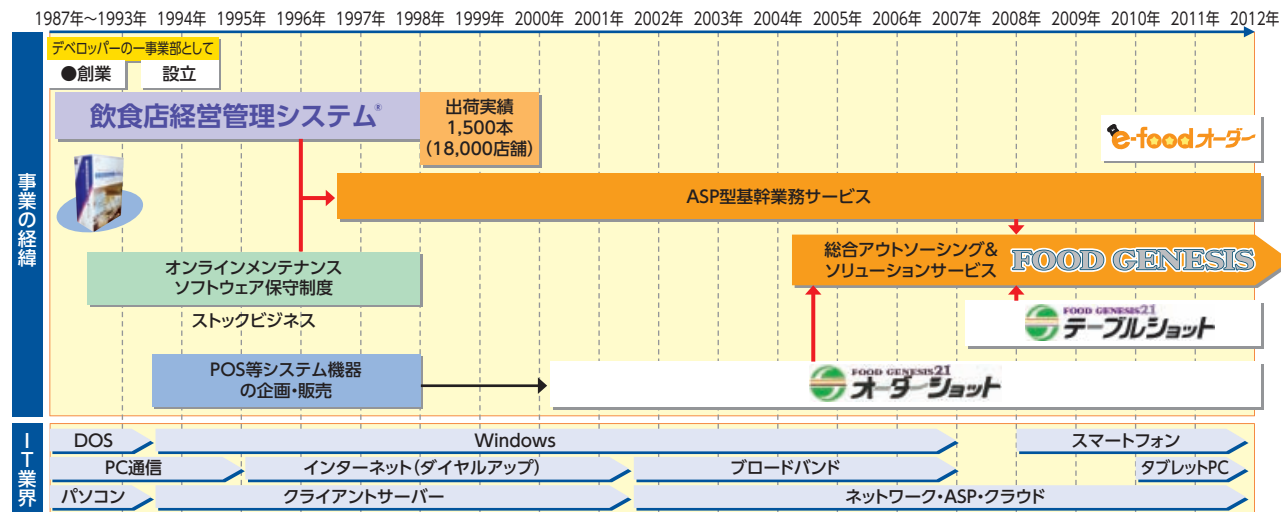 1987年~1993年 1994年 1995年 1996年 1997年 1998年 1999年 2000年 2001年 2002年 2003年 2004年 2005年 2006年 2007年 2008年 2009年 2010年 2011年 2012年
デベロッパーの一事業部として
●創業 設立
飲食店経営管理システム®
出荷実績
1,500本
(18,000店舗)
e-foodオーダー
事業の経緯
ASP型基幹業務サービス
総合アウトソーシング&
ソリューションサービス
FOOD GENESIS
オンラインメンテナンス
ソフトウェア保守制度
ストックビジネス
FOOD GENESIS21
テーブルショット
POS等システム機器
の企画・販売
FOOD GENESIS21
オーダーショット
IT業界
DOS Windows スマートフォン
PC通信 インターネット(ダイヤルアップ) ブロードバンド タブレットPC
パソコン クライアントサーバー ネットワーク・ASP・クラウド